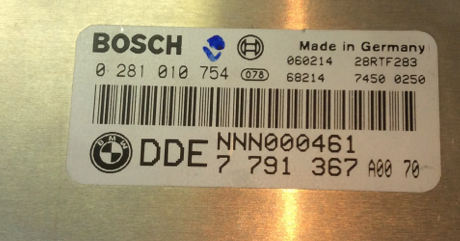 BOSCH
Made in Germany
060214 28RTF283
0 281 010 754 078 68214 7450 0250
BMW
DDE NNN000461
7 791 367 A00 70